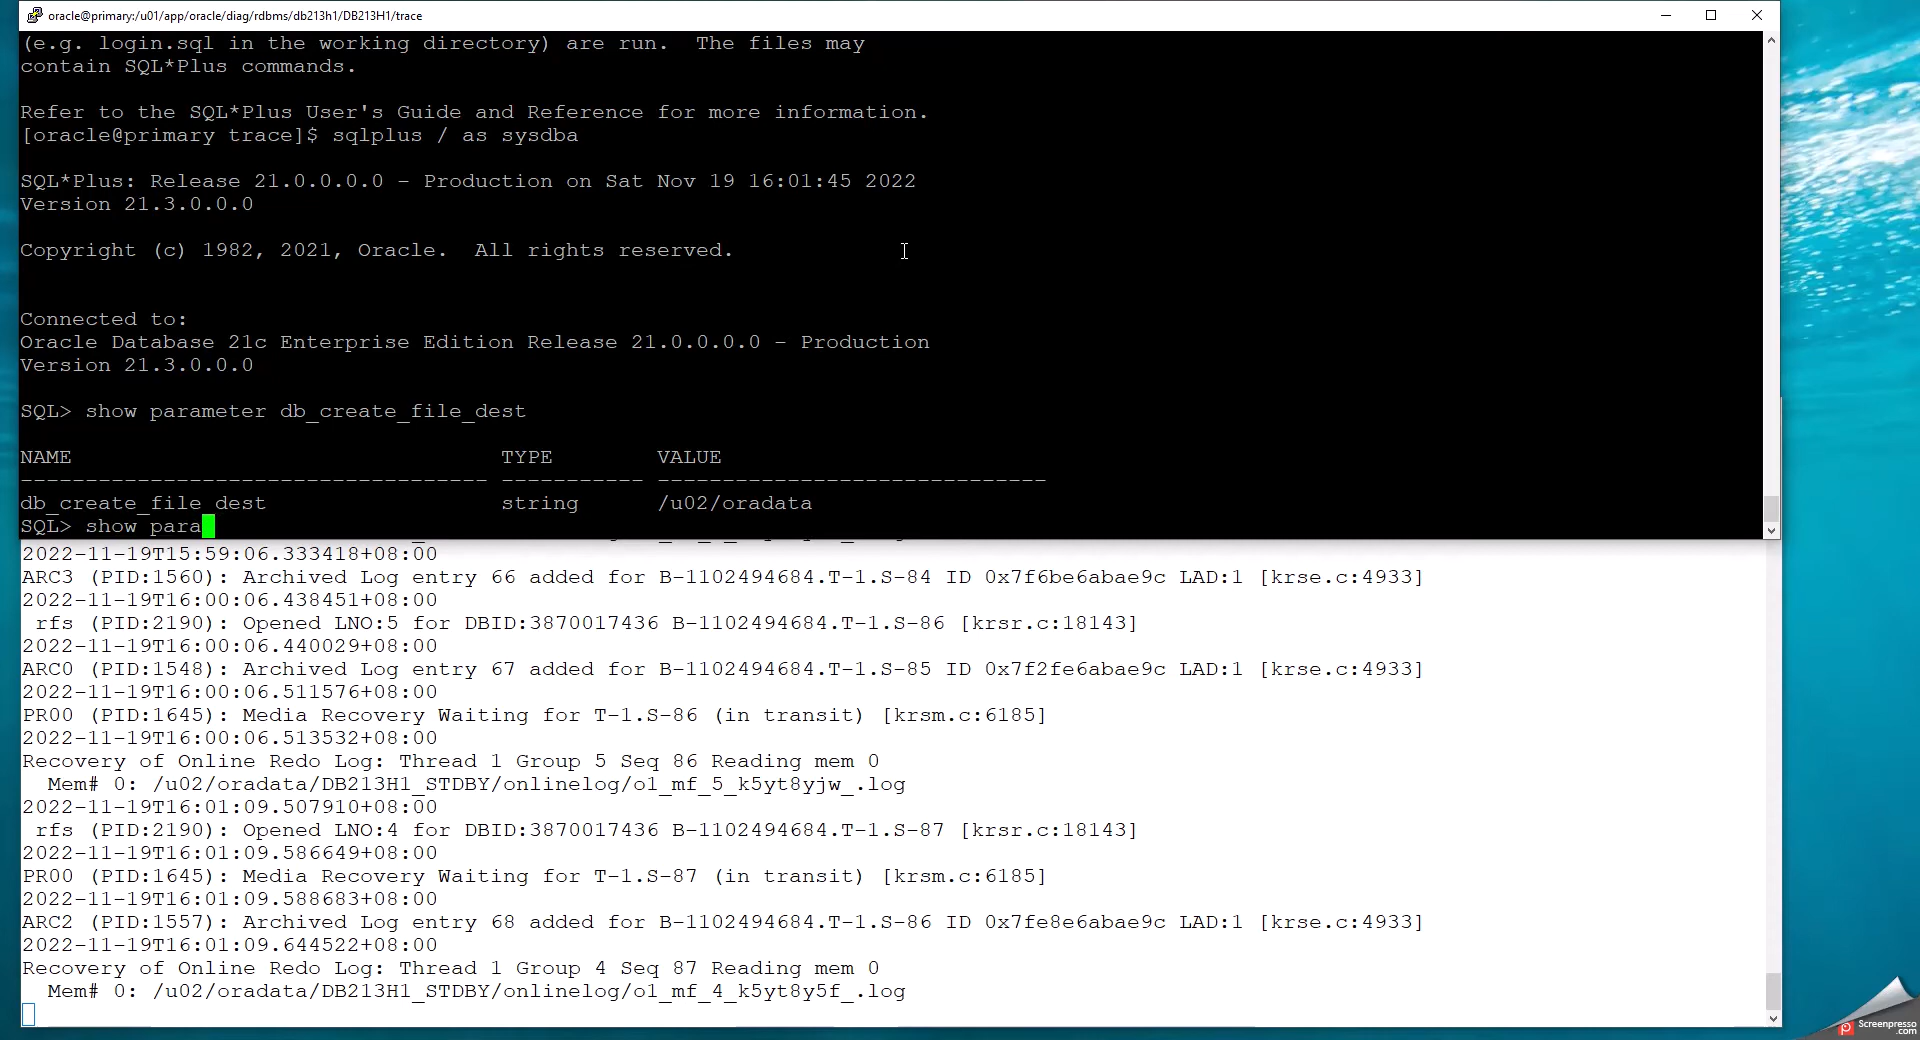 oracle@primary:/u01/app/oracle/diag/rdbms/db213h1/DB213H1/trace
(e.g. login.sql in the working directory) are run.  The files may
contain SQL*Plus commands.
Refer to the SQL*Plus User's Guide and Reference for more information.
[oracle@primary trace]$ sqlplus / as sysdba
SQL*Plus: Release 21.0.0.0.0 - Production on Sat Nov 19 16:01:45 2022
Version 21.3.0.0.0
Copyright (c) 1982, 2021, Oracle.  All rights reserved.
Connected to:
Oracle Database 21c Enterprise Edition Release 21.0.0.0.0 - Production
Version 21.3.0.0.0
SQL> show parameter db_create_file_dest
NAME                                 TYPE        VALUE
------------------------------------ ----------- ------------------------------
db_create_file_dest                  string      /u02/oradata
SQL> show para
2022-11-19T15:59:06.333418+08:00
ARC3 (PID:1560): Archived Log entry 66 added for B-1102494684.T-1.S-84 ID 0x7f6be6abae9c LAD:1 [krse.c:4933]
2022-11-19T16:00:06.438451+08:00
 rfs (PID:2190): Opened LNO:5 for DBID:3870017436 B-1102494684.T-1.S-86 [krsr.c:18143]
2022-11-19T16:00:06.440029+08:00
ARC0 (PID:1548): Archived Log entry 67 added for B-1102494684.T-1.S-85 ID 0x7f2fe6abae9c LAD:1 [krse.c:4933]
2022-11-19T16:00:06.511576+08:00
PR00 (PID:1645): Media Recovery Waiting for T-1.S-86 (in transit) [krsm.c:6185]
2022-11-19T16:00:06.513532+08:00
Recovery of Online Redo Log: Thread 1 Group 5 Seq 86 Reading mem 0
  Mem# 0: /u02/oradata/DB213H1_STDBY/onlinelog/o1_mf_5_k5yt8yjw_.log
2022-11-19T16:01:09.507910+08:00
 rfs (PID:2190): Opened LNO:4 for DBID:3870017436 B-1102494684.T-1.S-87 [krsr.c:18143]
2022-11-19T16:01:09.586649+08:00
PR00 (PID:1645): Media Recovery Waiting for T-1.S-87 (in transit) [krsm.c:6185]
2022-11-19T16:01:09.588683+08:00
ARC2 (PID:1557): Archived Log entry 68 added for B-1102494684.T-1.S-86 ID 0x7fe8e6abae9c LAD:1 [krse.c:4933]
2022-11-19T16:01:09.644522+08:00
Recovery of Online Redo Log: Thread 1 Group 4 Seq 87 Reading mem 0
  Mem# 0: /u02/oradata/DB213H1_STDBY/onlinelog/o1_mf_4_k5yt8y5f_.log
Screenpresso
.com